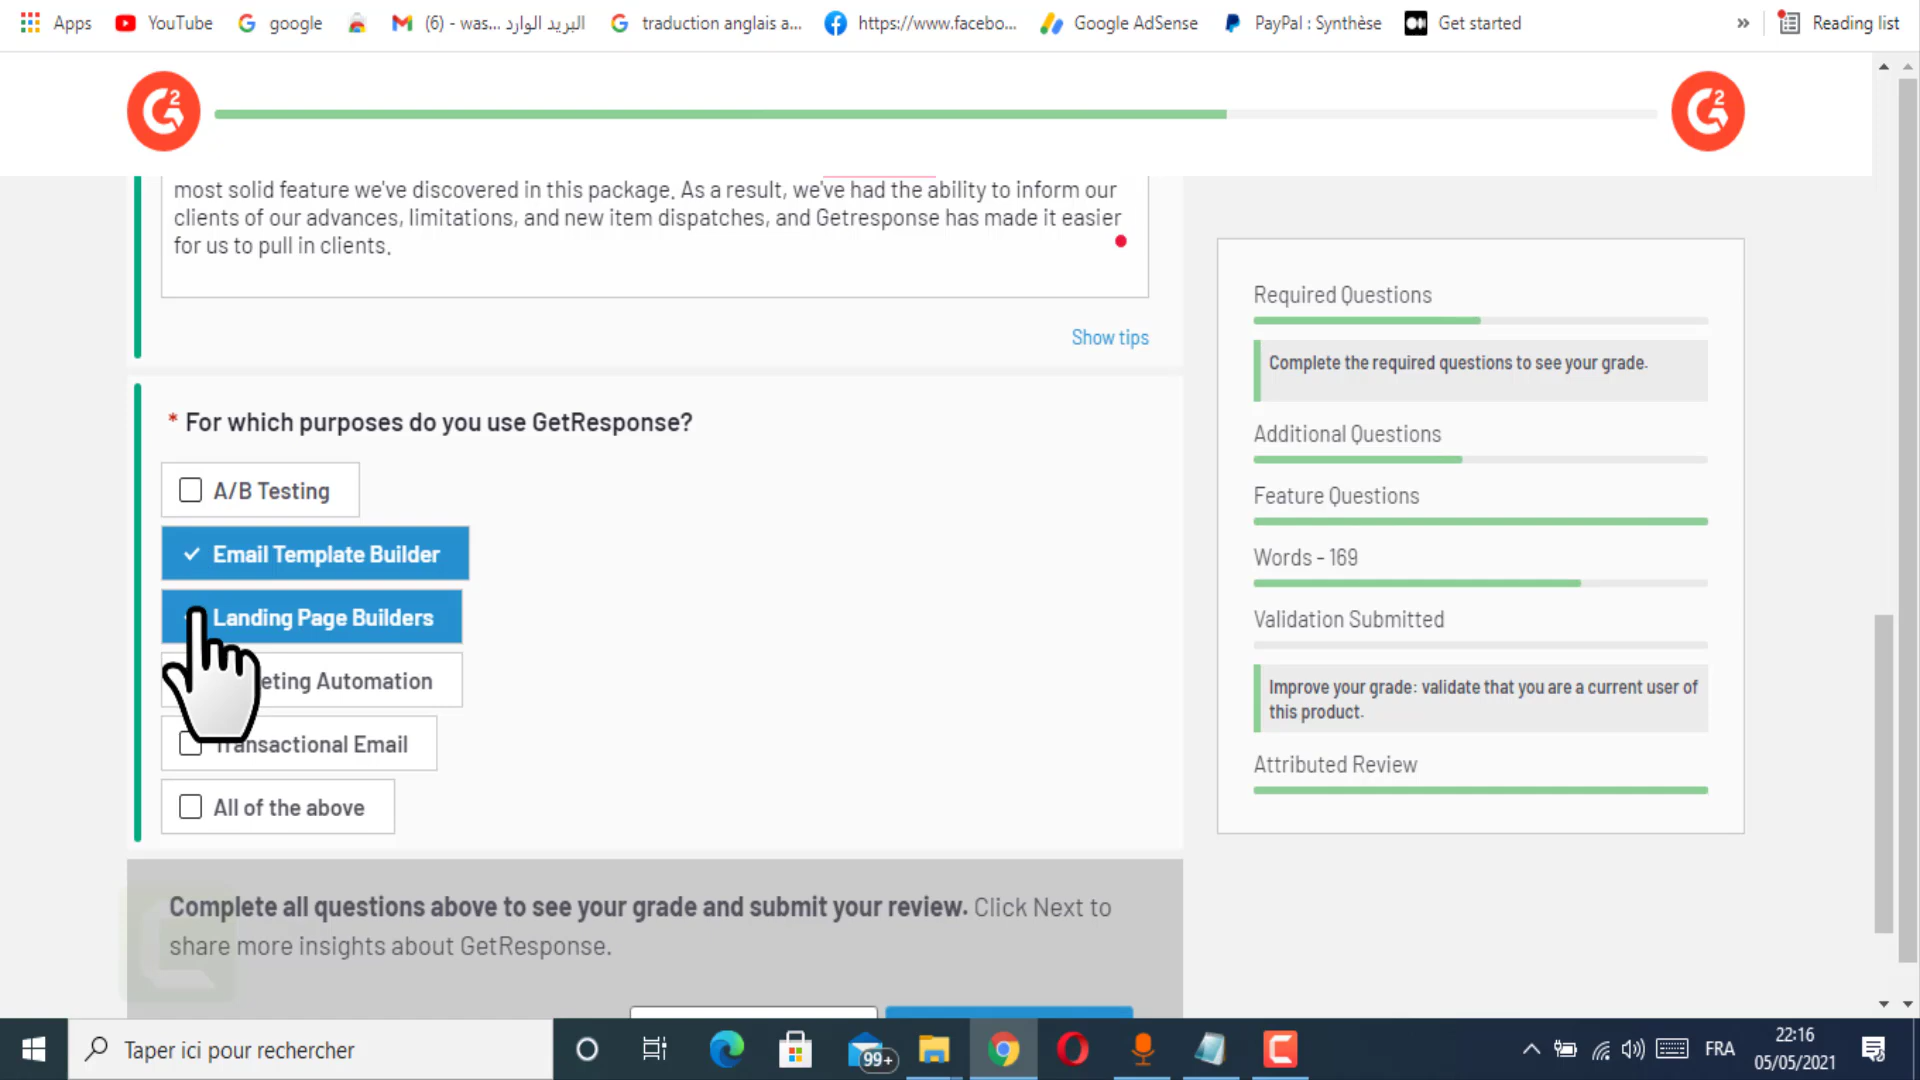 Apps YouTube google (6) - was... البريد الوارد traduction anglais a... https://www.facebo... Google AdSense PayPal : Synthèse Get started » Reading list
most solid feature we've discovered in this package. As a result, we've had the ability to inform our
clients of our advances, limitations, and new item dispatches, and Getresponse has made it easier
for us to pull in clients.
Show tips
* For which purposes do you use GetResponse?
A/B Testing
Email Template Builder
Landing Page Builders
eting Automation
Transactional Email
All of the above
Complete all questions above to see your grade and submit your review. Click Next to
share more insights about GetResponse.
Required Questions
Complete the required questions to see your grade.
Additional Questions
Feature Questions
Words - 169
Validation Submitted
Improve your grade: validate that you are a current user of
this product.
Attributed Review
Taper ici pour rechercher
99+
FRA
22:16
05/05/2021